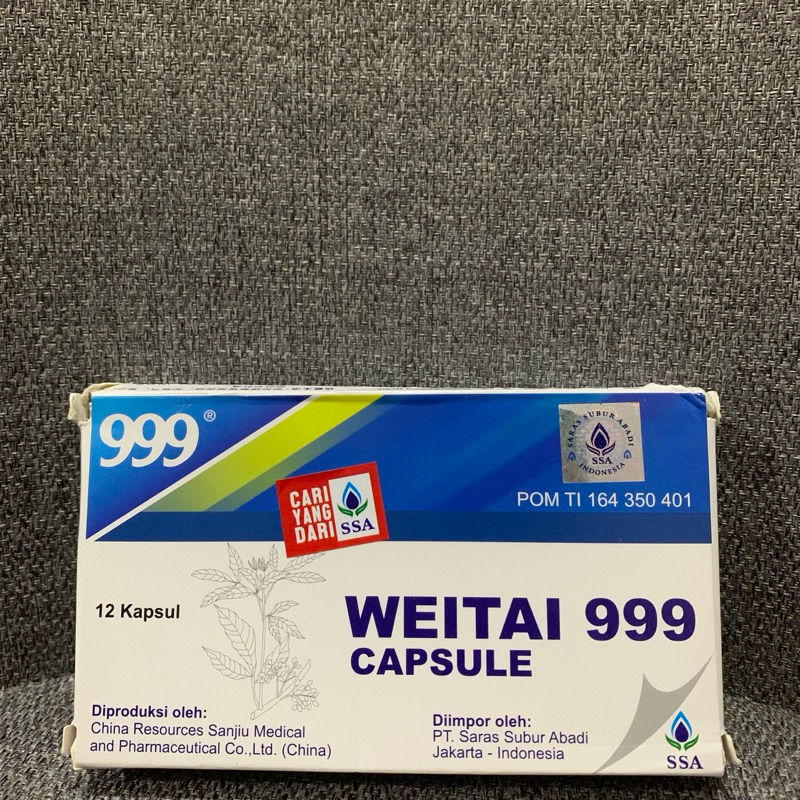 999®
SARAS SUBUR ABADI
SSA
INDONESIA
POM TI 164 350 401
CARI
YANG
DARI
SSA
12 Kapsul
WEITAI 999
CAPSULE
Diproduksi oleh:
China Resources Sanjiu Medical
and Pharmaceutical Co.,Ltd. (China)
Diimpor oleh:
PT. Saras Subur Abadi
Jakarta - Indonesia
SSA